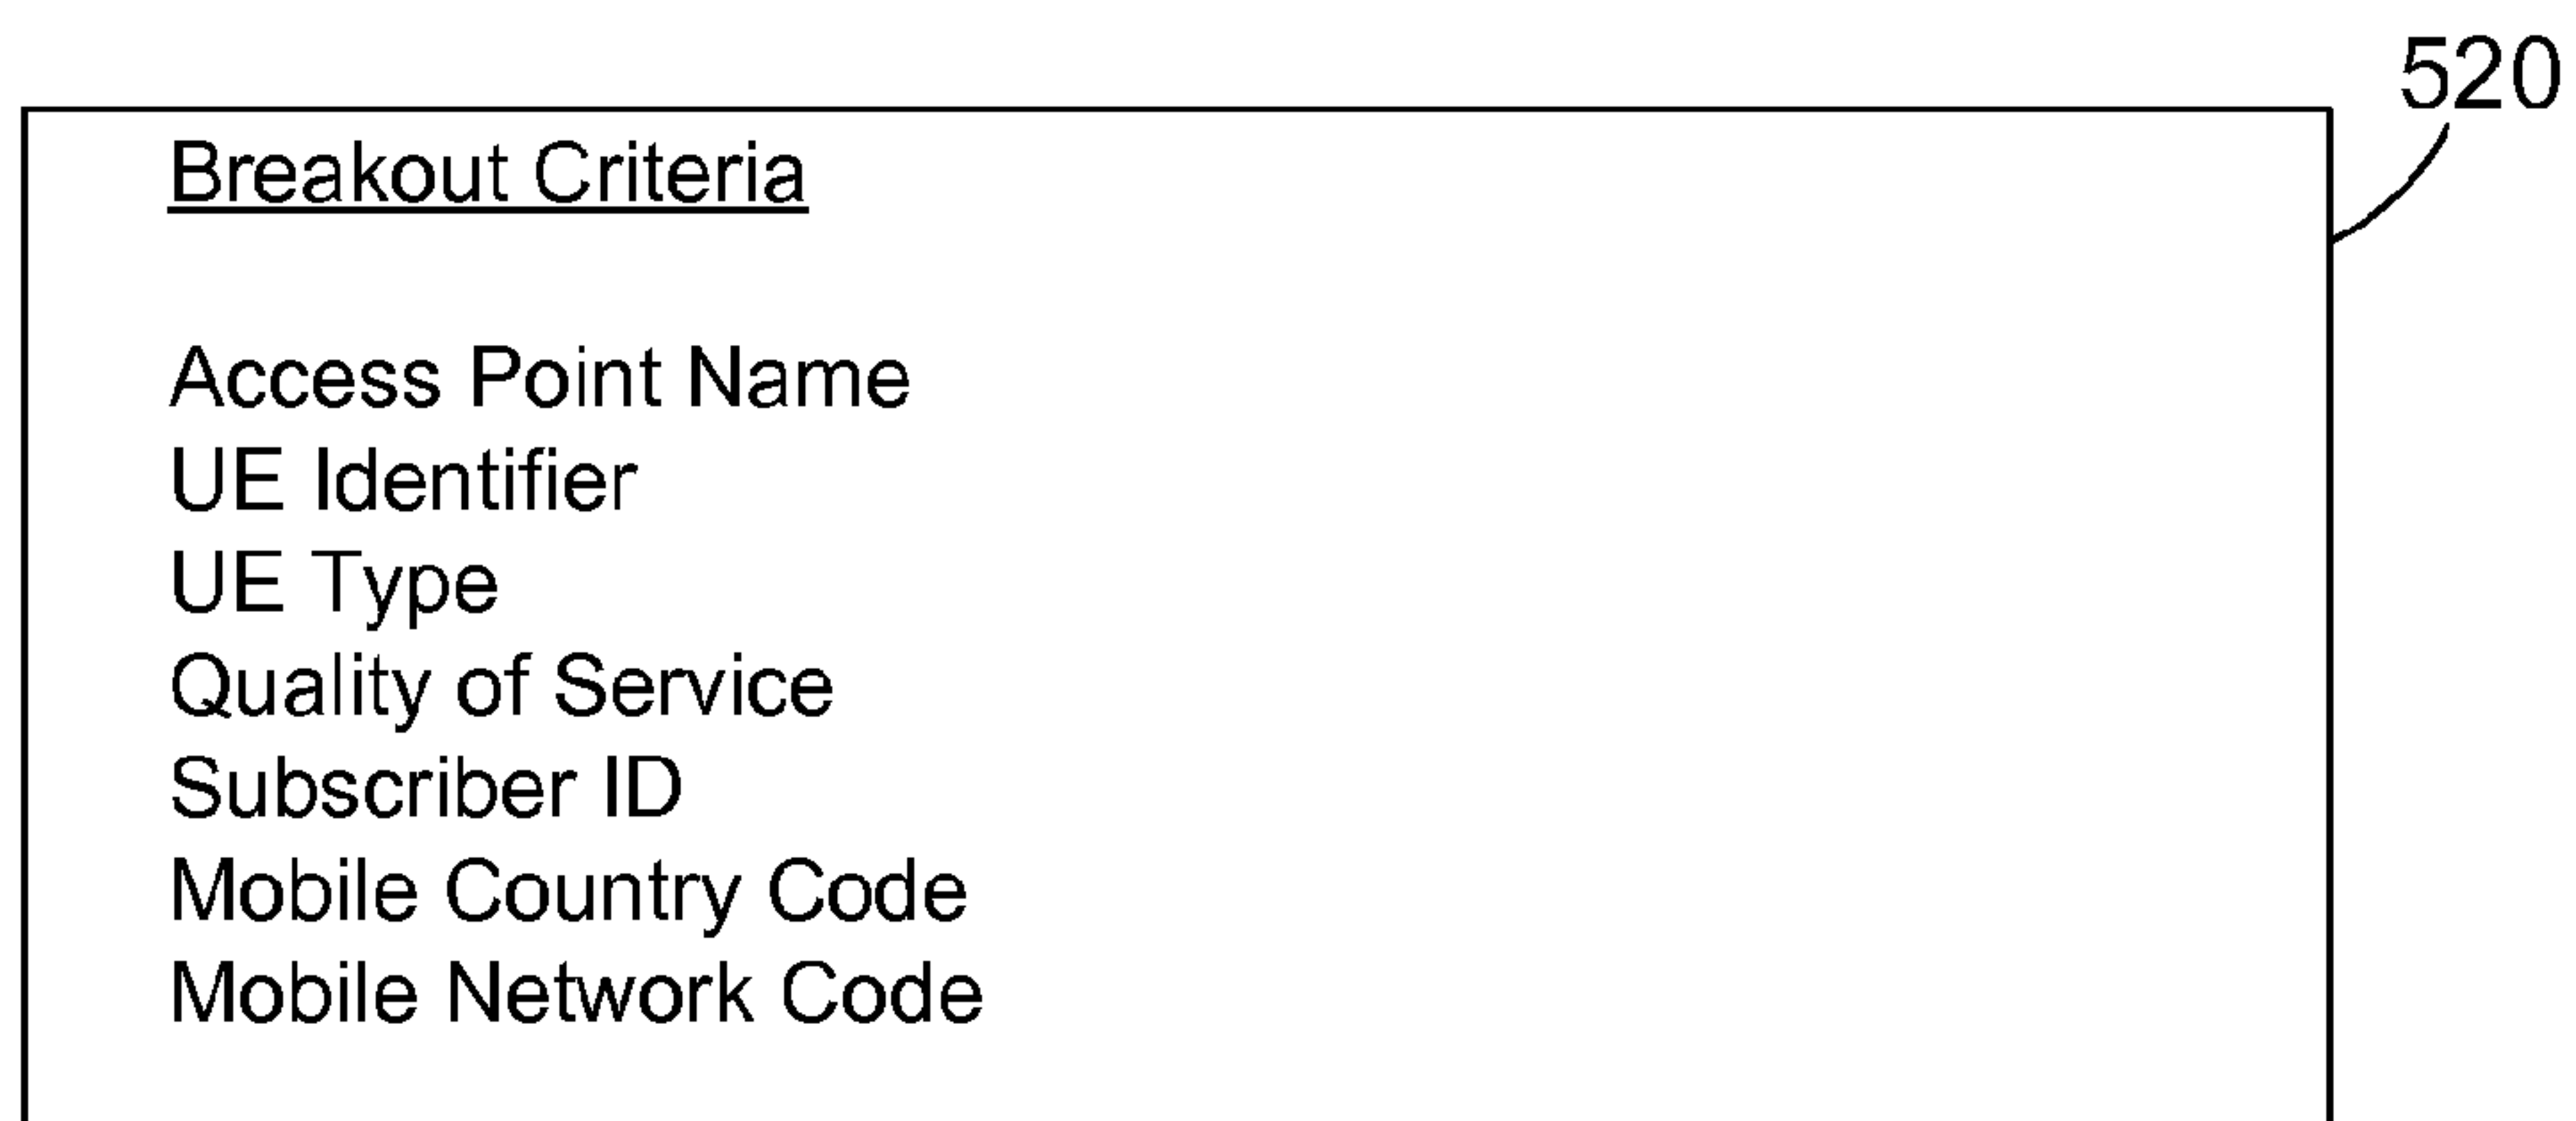 520
Breakout Criteria
Access Point Name
UE Identifier
UE Type
Quality of Service
Subscriber ID
Mobile Country Code
Mobile Network Code